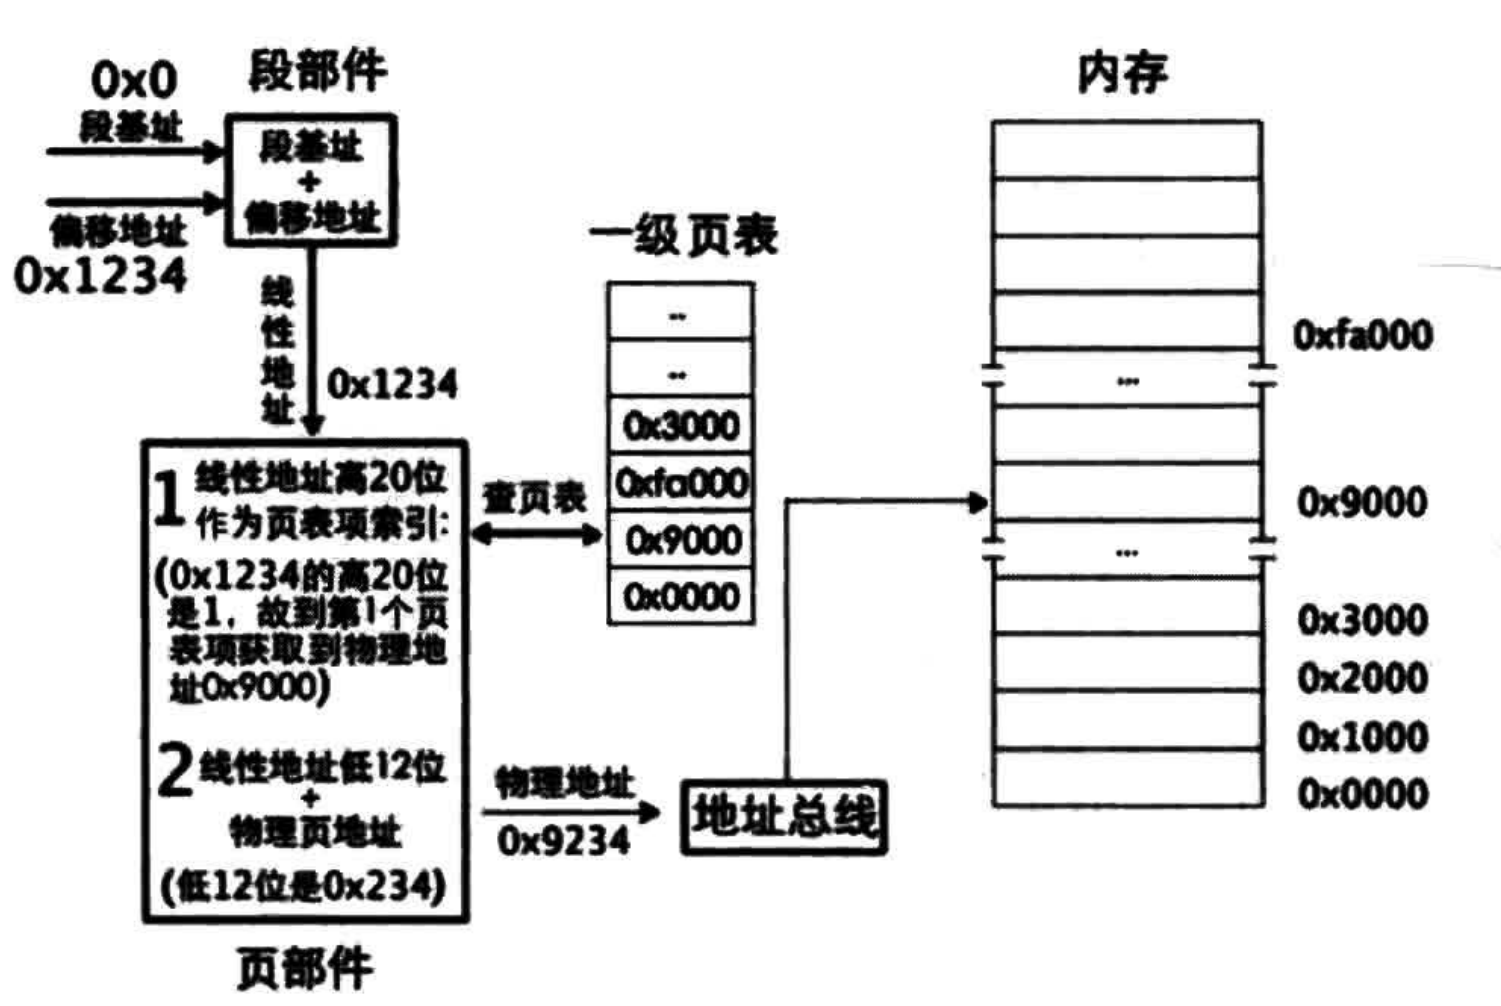 0x0
段部件
段基址
段基址
+
偏移地址
偏移地址
0x1234
线性地址
0x1234
1 线性地址高20位
作为页表项索引:
(0x1234的高20位
是1，故到第1个页
表项获取到物理地
址0x9000)
2 线性地址低12位
+
物理页地址
(低12位是0x234)
页部件
查页表
一级页表
..
..
0x3000
0xfa000
0x9000
0x0000
物理地址
0x9234
地址总线
内存
0xfa000
...
0x9000
...
0x3000
0x2000
0x1000
0x0000